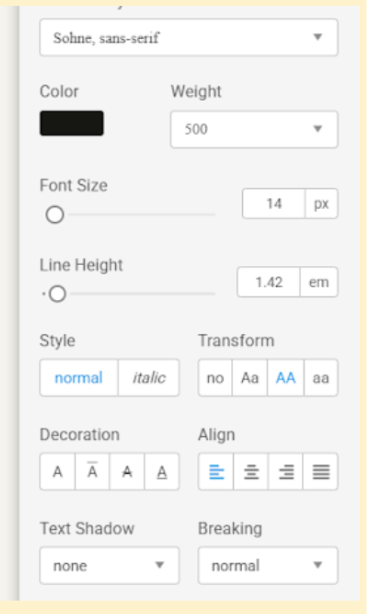 Sohne, sans-serif
Color Weight
500
Font Size
14 px
Line Height
1.42 em
Style Transform
normal italic no Aa AA aa
Decoration Align
A A A A
Text Shadow Breaking
none normal